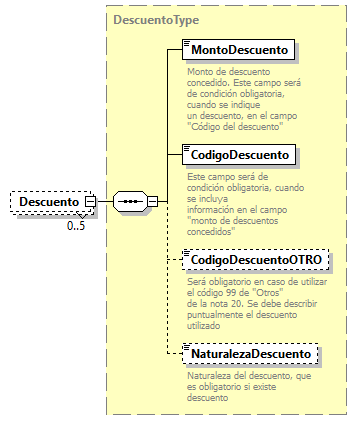 DescuentoType
MontoDescuento
Monto de descuento
concedido. Este campo será
de condición obligatoria,
cuando se indique
un descuento, en el campo
"Código del descuento"
CodigoDescuento
Este campo será de
condición obligatoria, cuando
se incluya
información en el campo
"monto de descuentos
concedidos"
Descuento
0..5
CodigoDescuentoOTRO
Será obligatorio en caso de utilizar
el código 99 de "Otros"
de la nota 20. Se debe describir
puntualmente el descuento
utilizado
NaturalezaDescuento
Naturaleza del descuento, que
es obligatorio si existe
descuento